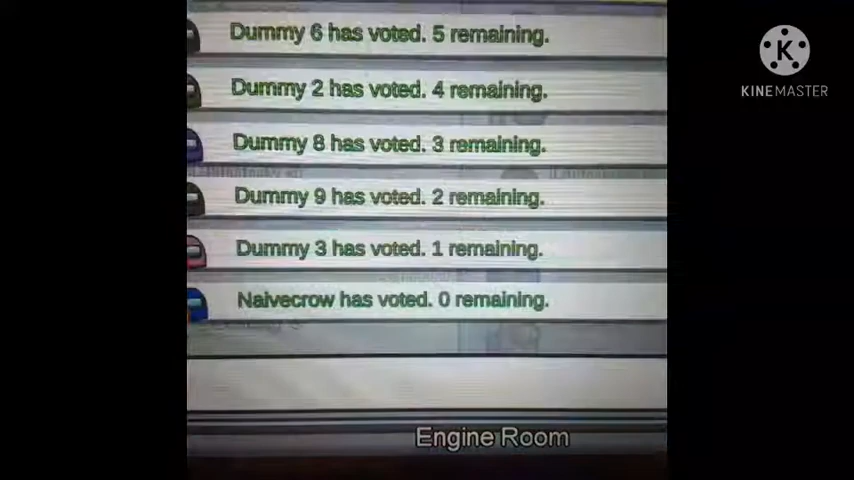 Dummy 6 has voted. 5 remaining.
Dummy 2 has voted. 4 remaining.
Dummy 8 has voted. 3 remaining.
Dummy 9 has voted. 2 remaining.
Dummy 3 has voted. 1 remaining.
Naivecrow has voted. 0 remaining.
Engine Room
K
KINEMASTER